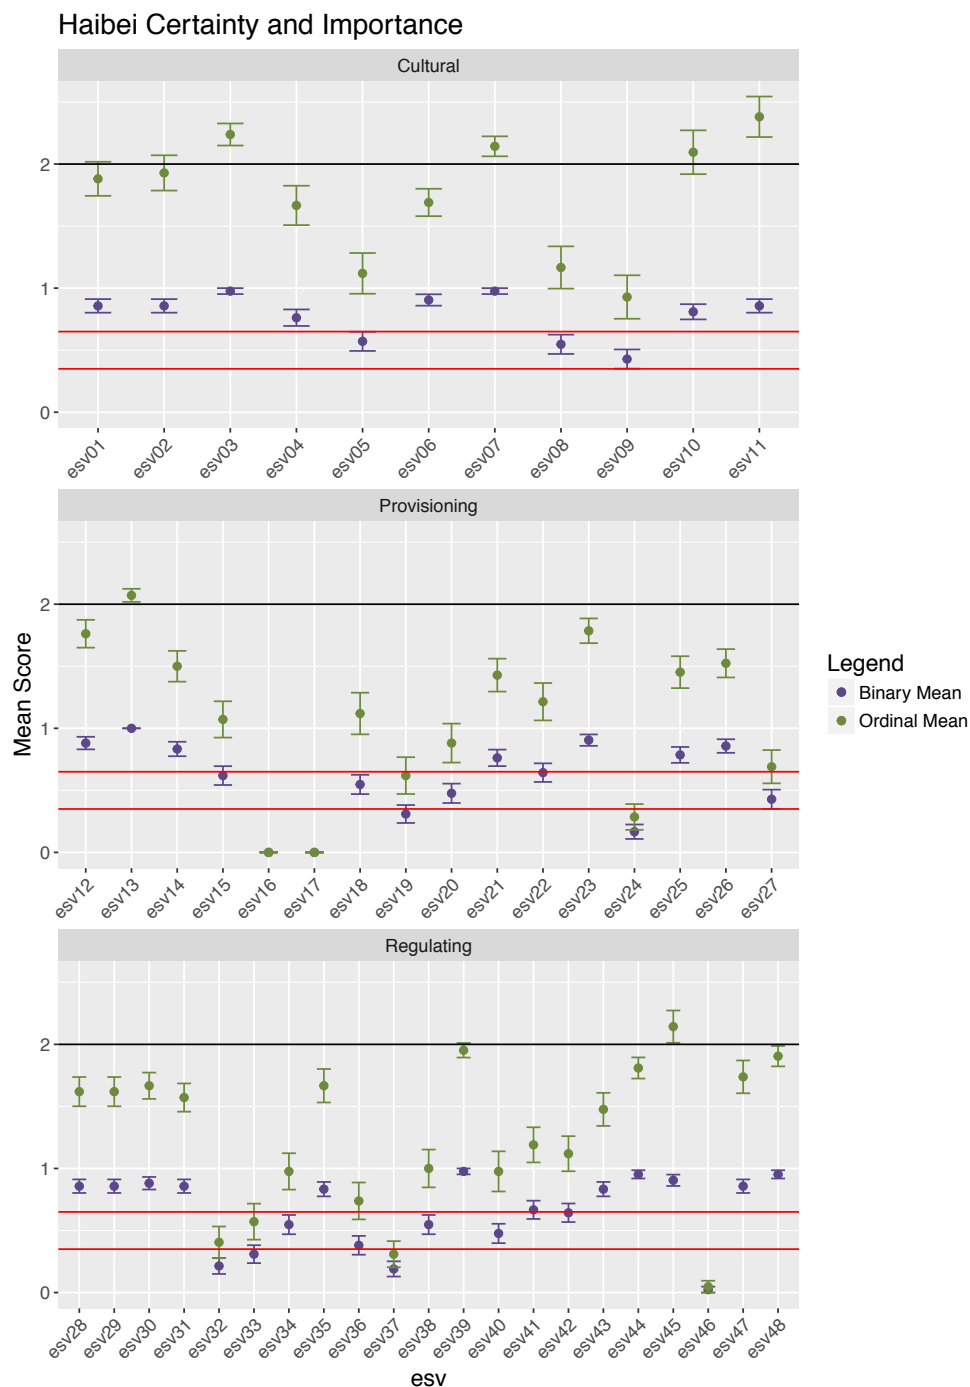 Haibei Certainty and Importance
Cultural
2
1
0
esv01 esv02 esv03 esv04 esv05 esv06 esv07 esv08 esv09 esv10 esv11
Provisioning
2
1
0
esv12 esv13 esv14 esv15 esv16 esv17 esv18 esv19 esv20 esv21 esv22 esv23 esv24 esv25 esv26 esv27
Mean Score
Legend
Binary Mean
Ordinal Mean
Regulating
2
1
0
esv28 esv29 esv30 esv31 esv32 esv33 esv34 esv35 esv36 esv37 esv38 esv39 esv40 esv41 esv42 esv43 esv44 esv45 esv46 esv47 esv48
esv